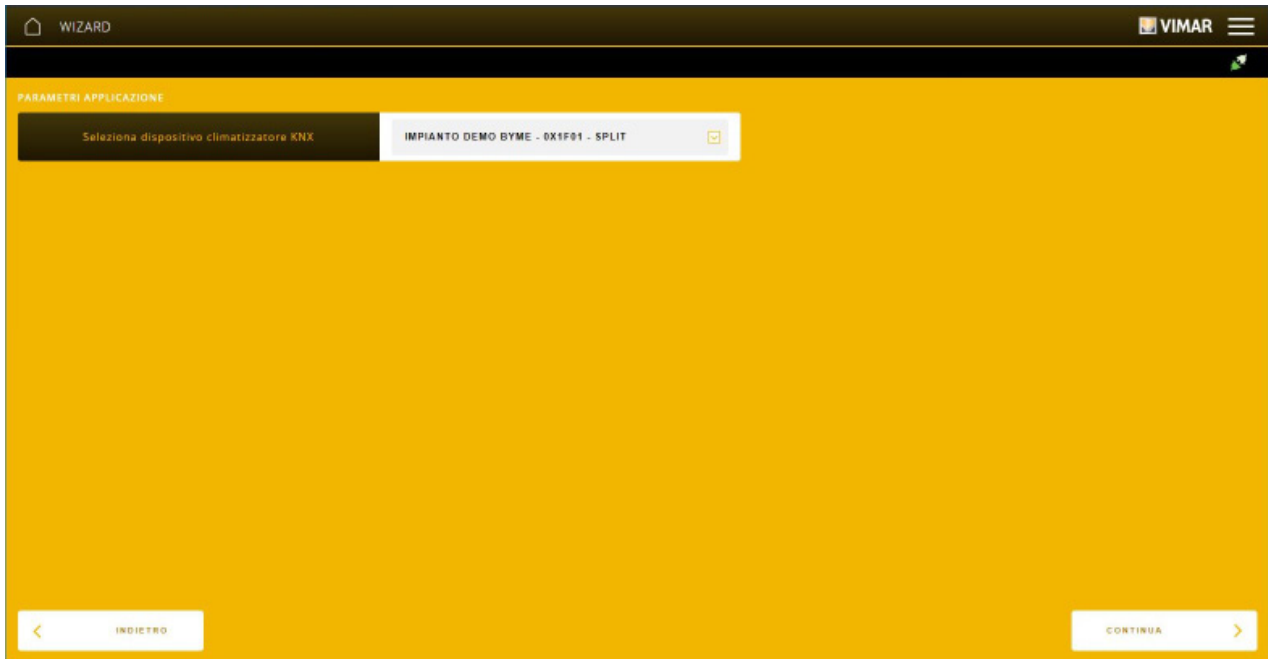 WIZARD
VIMAR
PARAMETRI APPLICAZIONE
Seleziona dispositivo climatizzatore KNX
IMPIANTO DEMO BYME - 0X1F01 - SPLIT
INDIETRO
CONTINUA